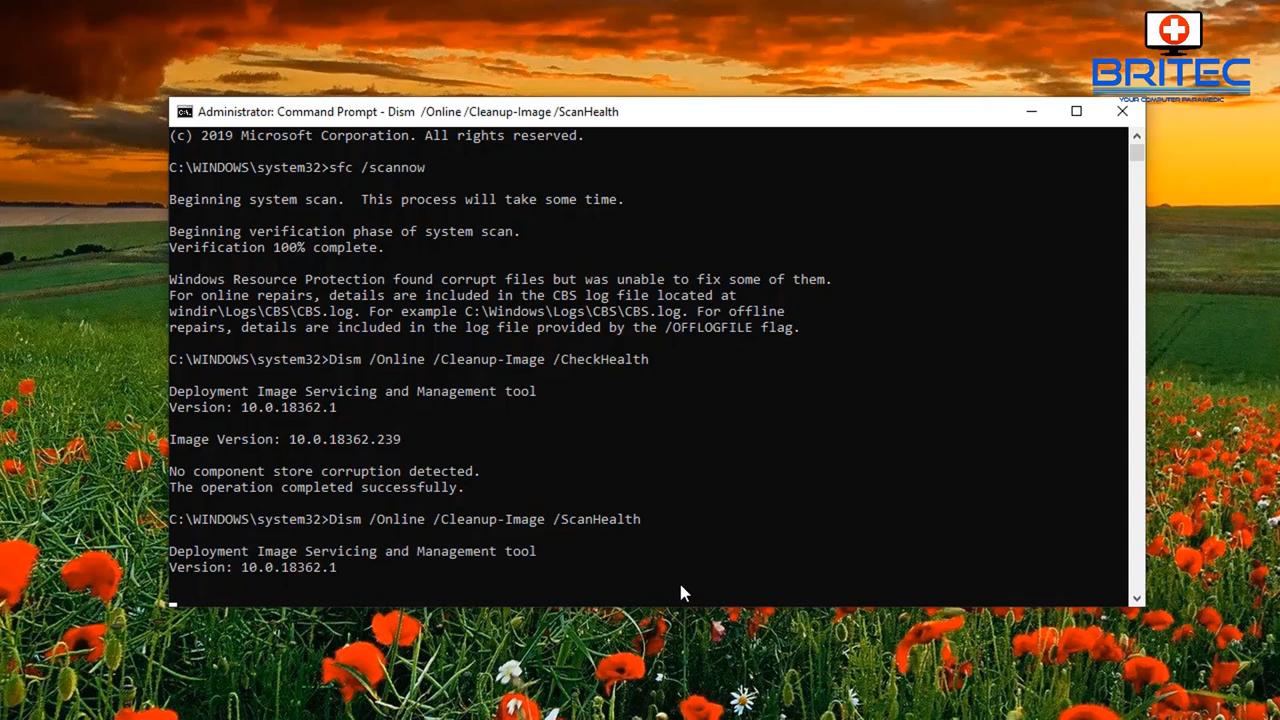 BRITEC
YOUR COMPUTER PARAMEDIC
Administrator: Command Prompt - Dism /Online /Cleanup-Image /ScanHealth
(c) 2019 Microsoft Corporation. All rights reserved.
C:\WINDOWS\system32>sfc /scannow
Beginning system scan.  This process will take some time.
Beginning verification phase of system scan.
Verification 100% complete.
Windows Resource Protection found corrupt files but was unable to fix some of them.
For online repairs, details are included in the CBS log file located at
windir\Logs\CBS\CBS.log. For example C:\Windows\Logs\CBS\CBS.log. For offline
repairs, details are included in the log file provided by the /OFFLOGFILE flag.
C:\WINDOWS\system32>Dism /Online /Cleanup-Image /CheckHealth
Deployment Image Servicing and Management tool
Version: 10.0.18362.1
Image Version: 10.0.18362.239
No component store corruption detected.
The operation completed successfully.
C:\WINDOWS\system32>Dism /Online /Cleanup-Image /ScanHealth
Deployment Image Servicing and Management tool
Version: 10.0.18362.1